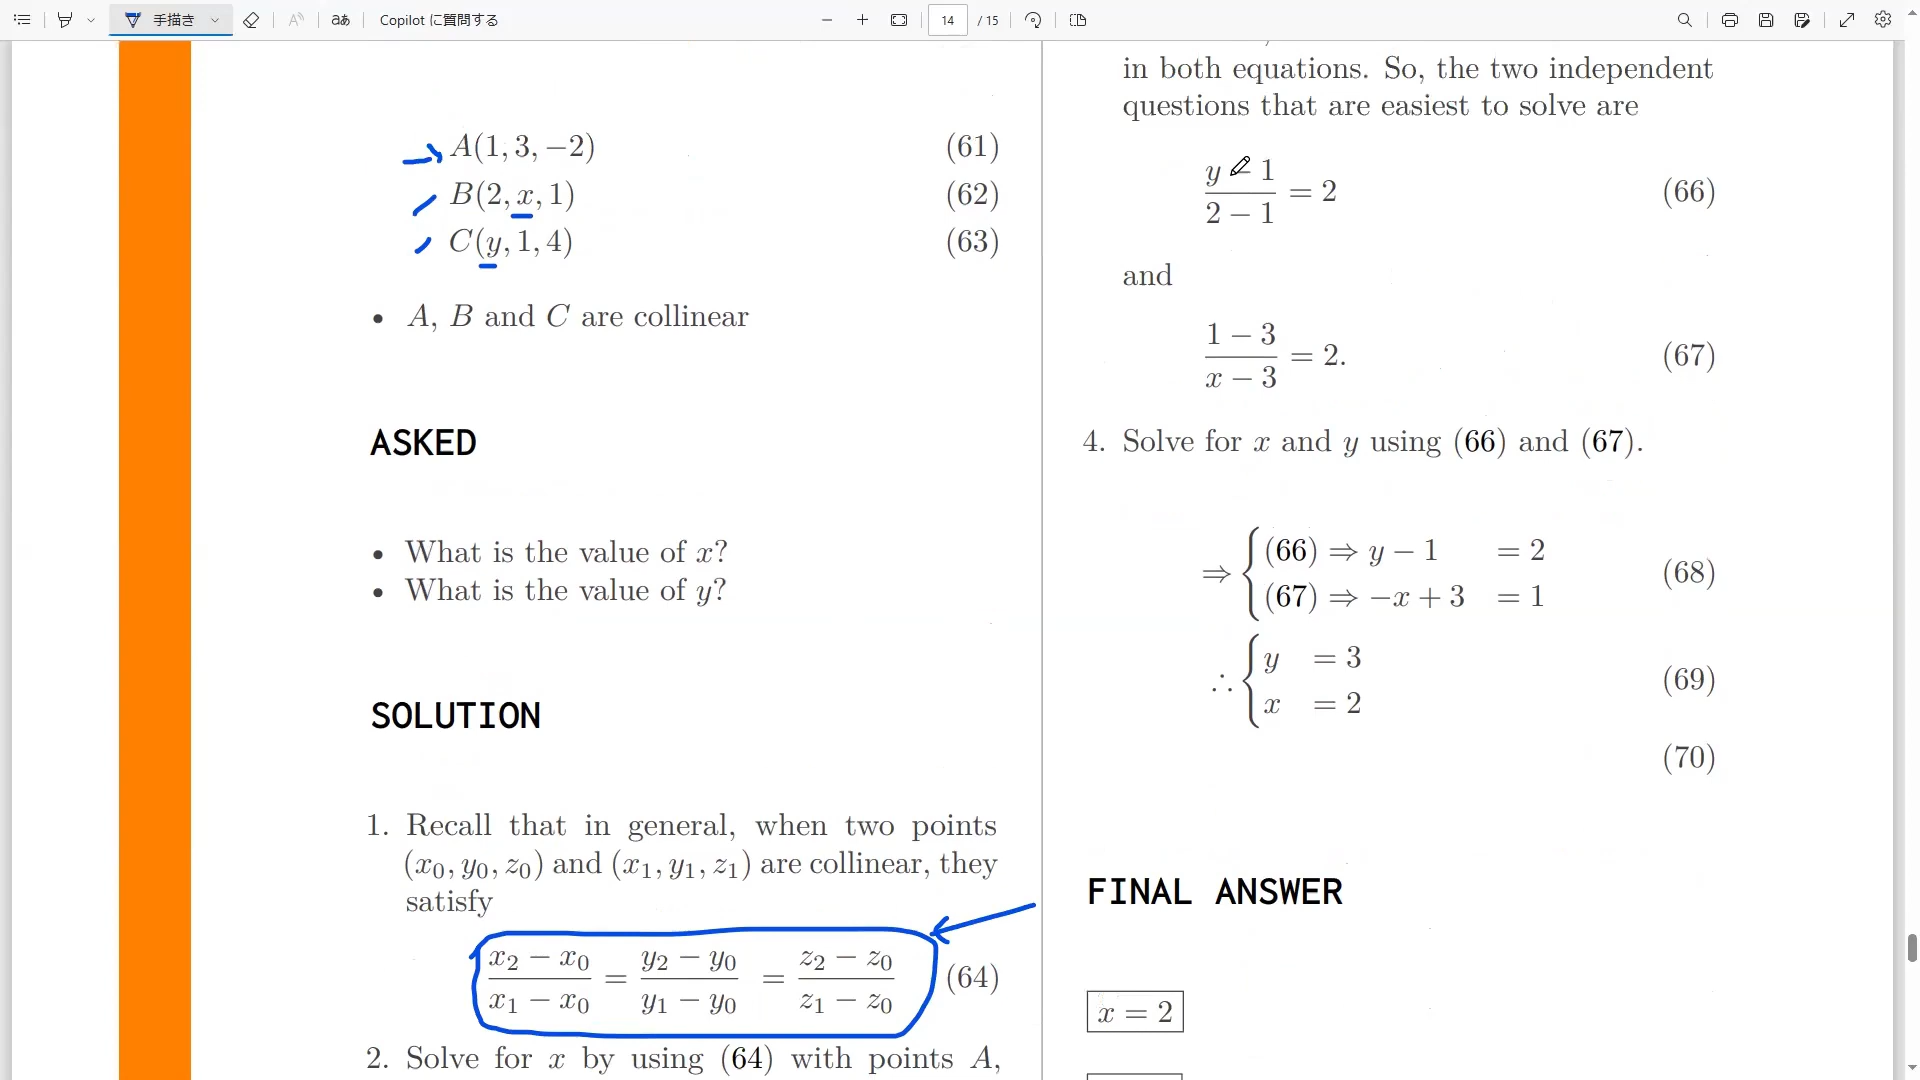 手描き
aあ
Copilot に質問する
14
/ 15
A(1, 3, −2) (61)
B(2, x, 1) (62)
C(y, 1, 4) (63)
• A, B and C are collinear
ASKED
• What is the value of x?
• What is the value of y?
SOLUTION
1. Recall that in general, when two points
(x₀, y₀, z₀) and (x₁, y₁, z₁) are collinear, they
satisfy
x₂ − x₀ / x₁ − x₀ = y₂ − y₀ / y₁ − y₀ = z₂ − z₀ / z₁ − z₀ (64)
2. Solve for x by using (64) with points A,
in both equations. So, the two independent
questions that are easiest to solve are
y − 1 / 2 − 1 = 2 (66)
and
1 − 3 / x − 3 = 2. (67)
4. Solve for x and y using (66) and (67).
⇒ { (66) ⇒ y − 1 = 2
(67) ⇒ −x + 3 = 1 (68)
∴ { y = 3
x = 2 (69)
(70)
FINAL ANSWER
x = 2